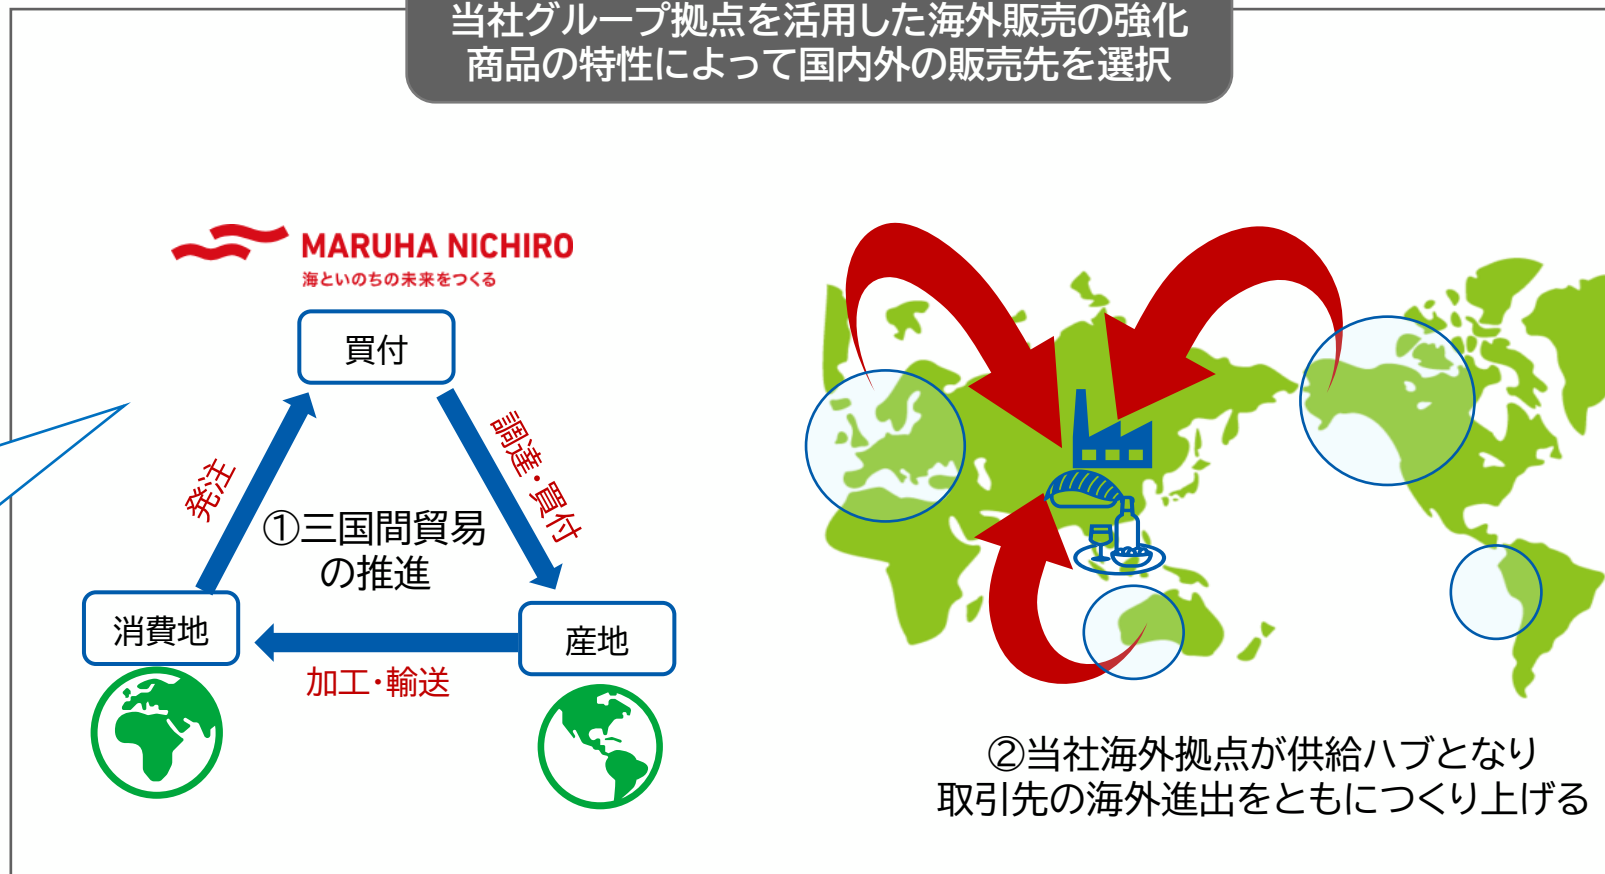 当社グループ拠点を活用した海外販売の強化
商品の特性によって国内外の販売先を選択
MARUHA NICHIRO
海といのちの未来をつくる
買付
発注
調達・買付
①三国間貿易
の推進
消費地
産地
加工・輸送
②当社海外拠点が供給ハブとなり
取引先の海外進出をともにつくり上げる